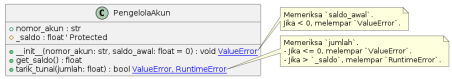 C PengelolaAkun
nomor_akun : str
_saldo : float ' Protected
__init__(nomor_akun: str, saldo_awal: float = 0) : void ValueError
get_saldo() : float
tarik_tunai(jumlah: float) : bool ValueError, RuntimeError
Memeriksa `saldo_awal`.
Jika < 0, melempar `ValueError`.
Memeriksa `jumlah`.
- Jika <= 0, melempar `ValueError`.
- Jika > `_saldo`, melempar `RuntimeError`.